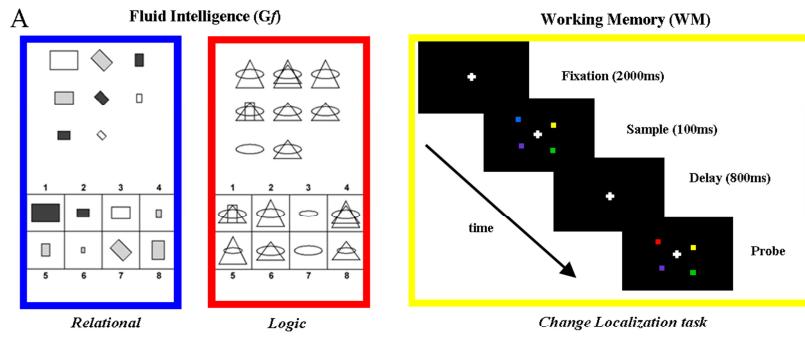 A
Fluid Intelligence (Gf)
Working Memory (WM)
1 2 3 4
5 6 7 8
Relational
1 2 3 4
5 6 7 8
Logic
Fixation (2000ms)
Sample (100ms)
Delay (800ms)
Probe
time
Change Localization task